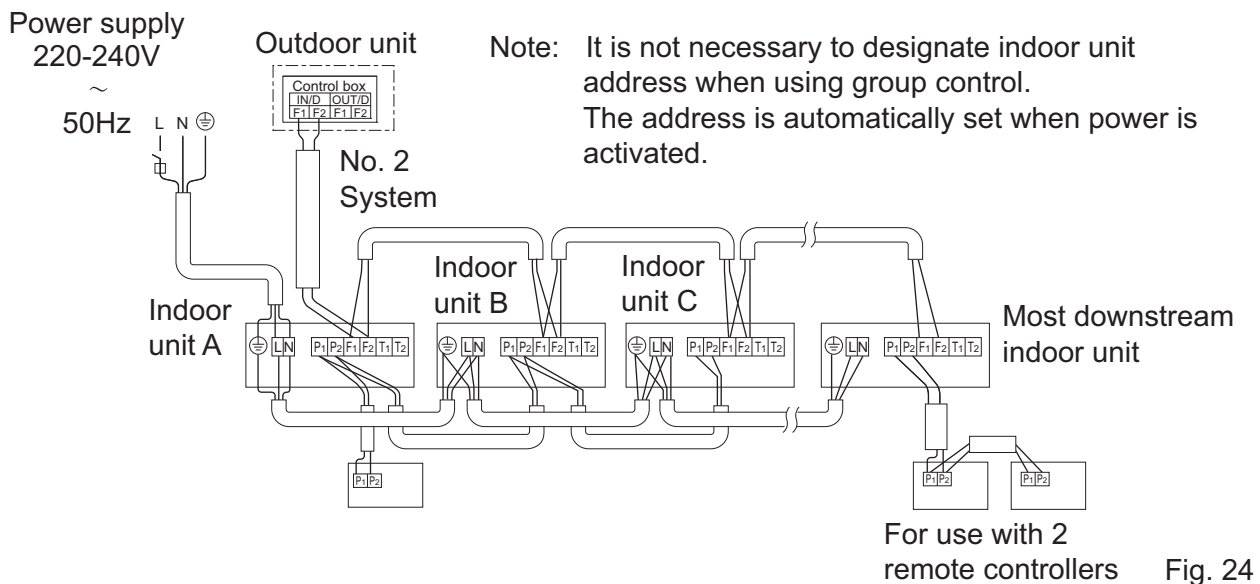 Power supply
220-240V
~
50Hz
L N
Outdoor unit
Control box
IN/D OUT/D
F1 F2 F1 F2
Note: It is not necessary to designate indoor unit
address when using group control.
The address is automatically set when power is
activated.
No. 2
System
Indoor
unit A
Indoor
unit B
Indoor
unit C
Most downstream
indoor unit
L N P1 P2 F1 F2 T1 T2
L N P1 P2 F1 F2 T1 T2
L N P1 P2 F1 F2 T1 T2
L N P1 P2 F1 F2 T1 T2
P1 P2
P1 P2
P1 P2
For use with 2
remote controllers
Fig. 24